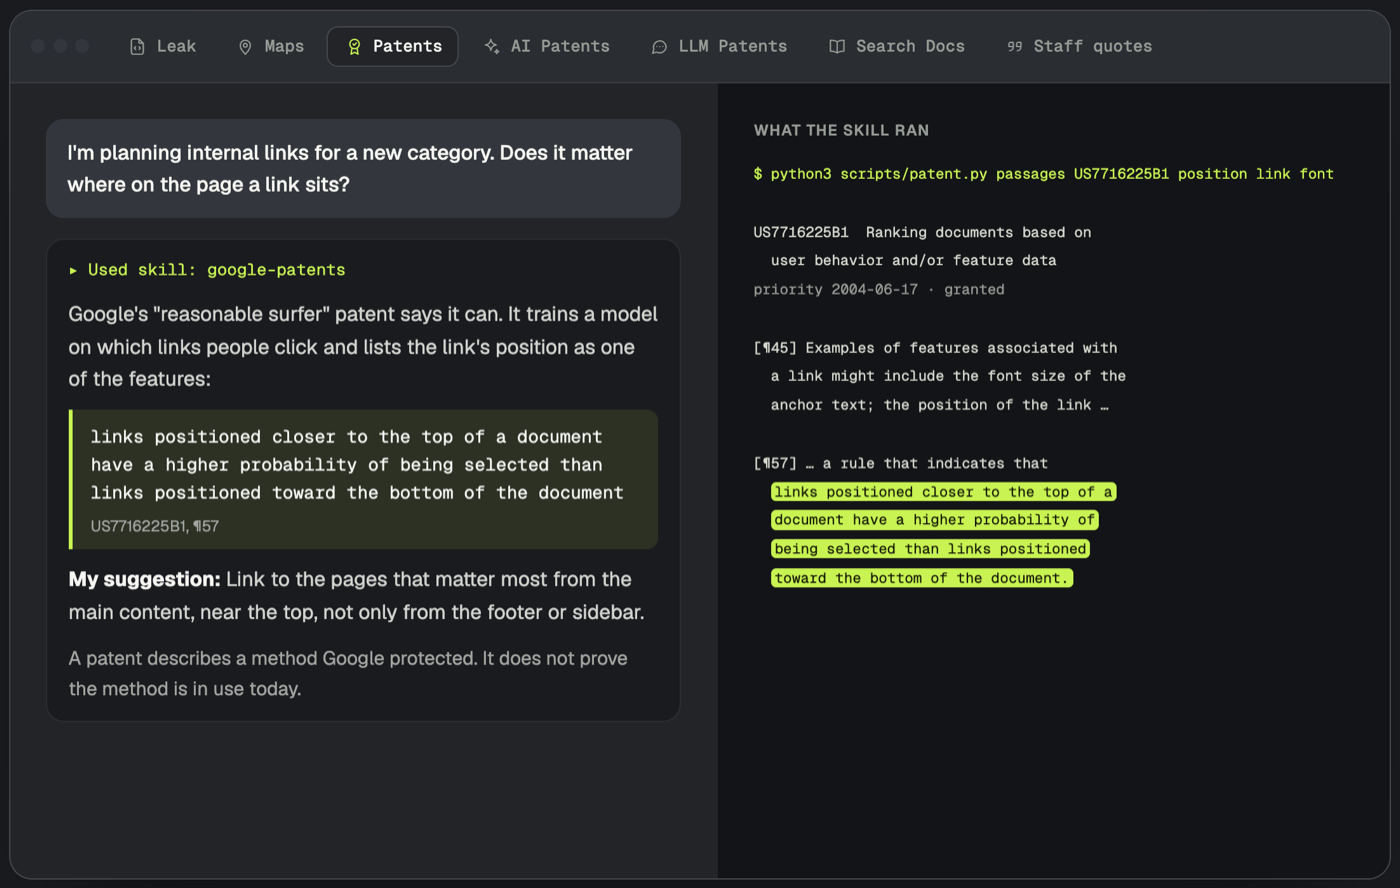 Leak Maps Patents AI Patents LLM Patents Search Docs Staff quotes
I'm planning internal links for a new category. Does it matter
where on the page a link sits?
▸ Used skill: google-patents
Google's "reasonable surfer" patent says it can. It trains a model
on which links people click and lists the link's position as one
of the features:
links positioned closer to the top of a document
have a higher probability of being selected than
links positioned toward the bottom of the document
US7716225B1, ¶57
My suggestion: Link to the pages that matter most from the
main content, near the top, not only from the footer or sidebar.
A patent describes a method Google protected. It does not prove
the method is in use today.
WHAT THE SKILL RAN
$ python3 scripts/patent.py passages US7716225B1 position link font
US7716225B1 Ranking documents based on
user behavior and/or feature data
priority 2004-06-17 · granted
[¶45] Examples of features associated with
a link might include the font size of the
anchor text; the position of the link …
[¶57] … a rule that indicates that
links positioned closer to the top of a
document have a higher probability of
being selected than links positioned
toward the bottom of the document.